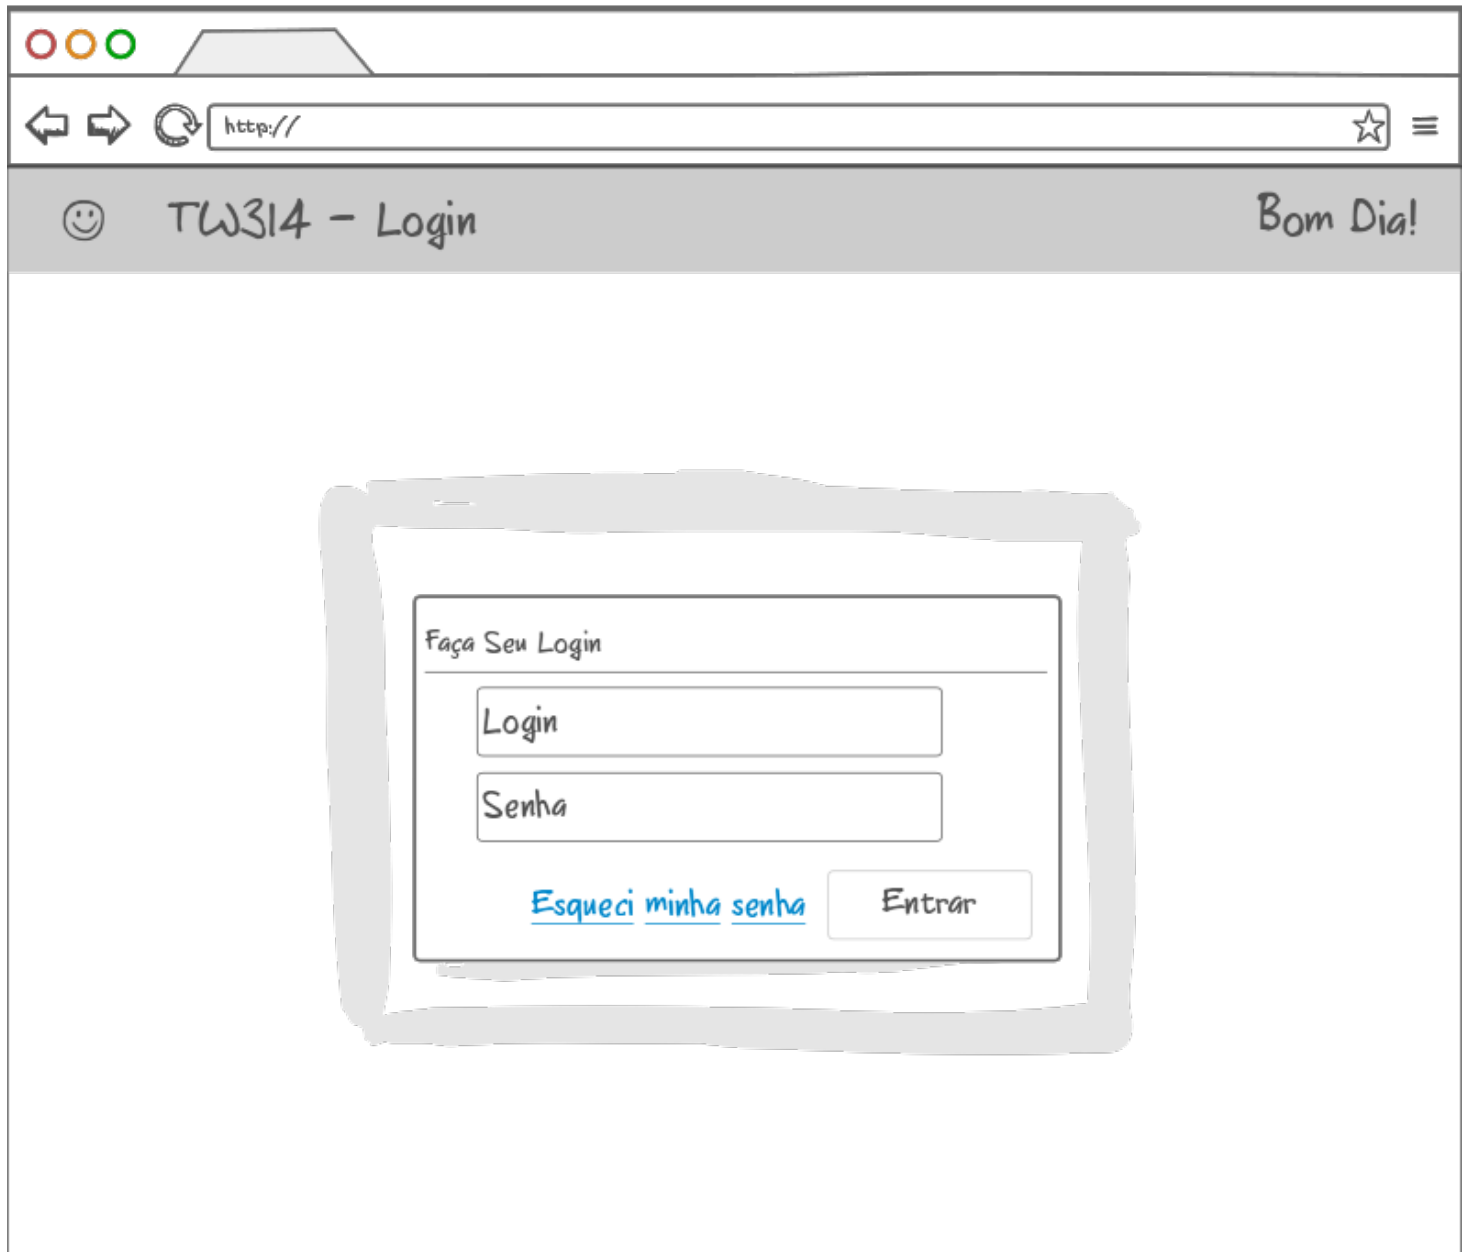 http://
TW314 - Login
Bom Dia!
Faça Seu Login
Login
Senha
Esqueci minha senha
Entrar